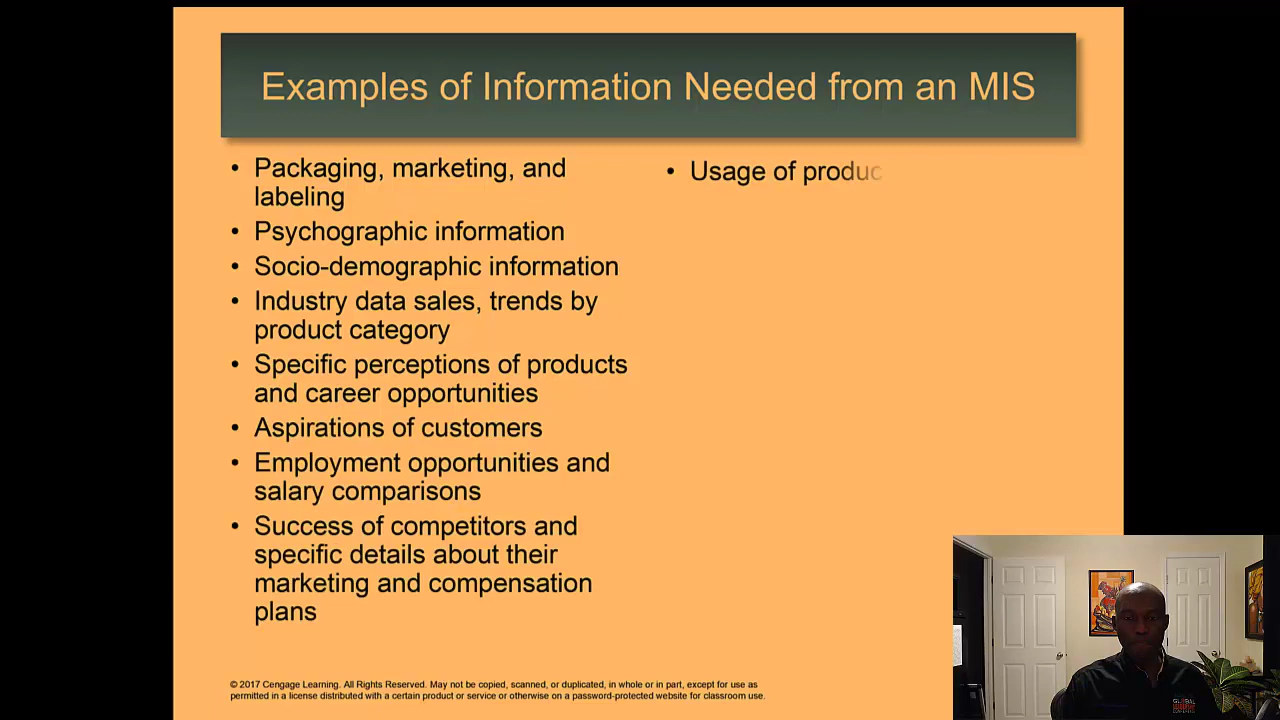 Examples of Information Needed from an MIS
• Packaging, marketing, and
labeling
• Psychographic information
• Socio-demographic information
• Industry data sales, trends by
product category
• Specific perceptions of products
and career opportunities
• Aspirations of customers
• Employment opportunities and
salary comparisons
• Success of competitors and
specific details about their
marketing and compensation
plans
• Usage of produc
© 2017 Cengage Learning. All Rights Reserved. May not be copied, scanned, or duplicated, in whole or in part, except for use as
permitted in a license distributed with a certain product or service or otherwise on a password-protected website for classroom use.
GLOBAL